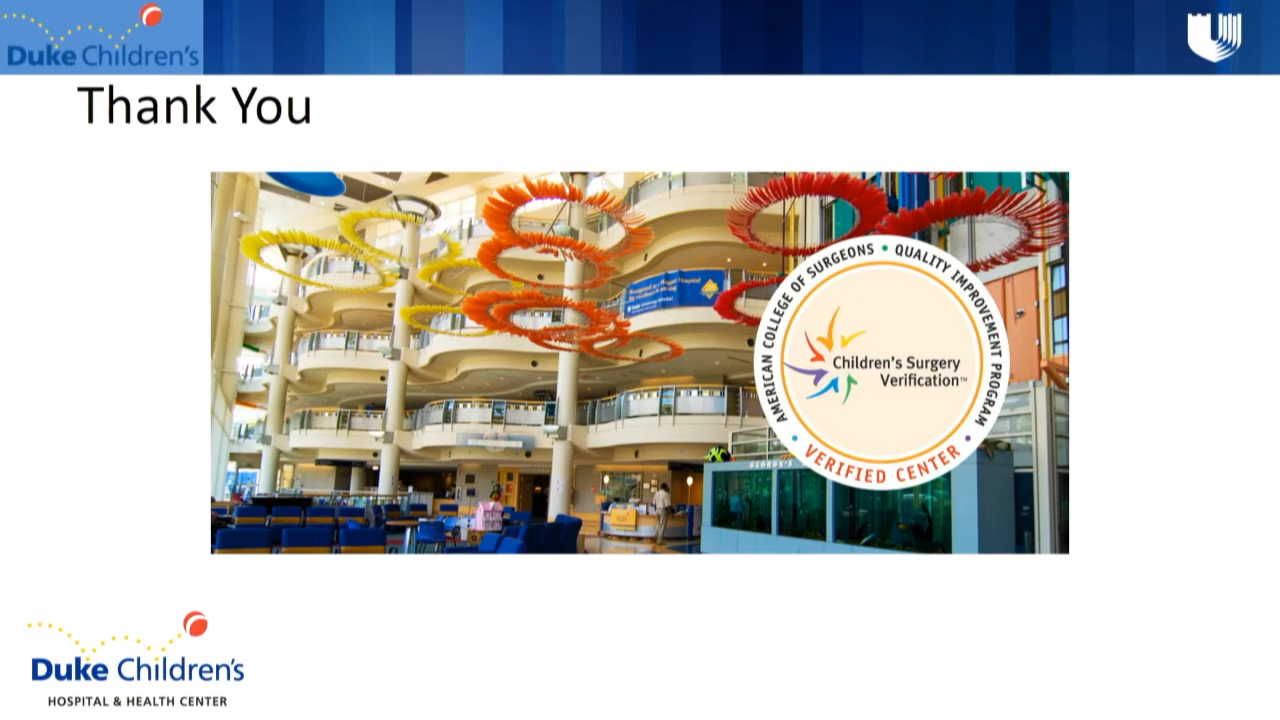 Duke Children's
Thank You
AMERICAN COLLEGE OF SURGEONS • QUALITY IMPROVEMENT PROGRAM
Children's Surgery
Verification™
VERIFIED CENTER
Duke Children's
HOSPITAL & HEALTH CENTER